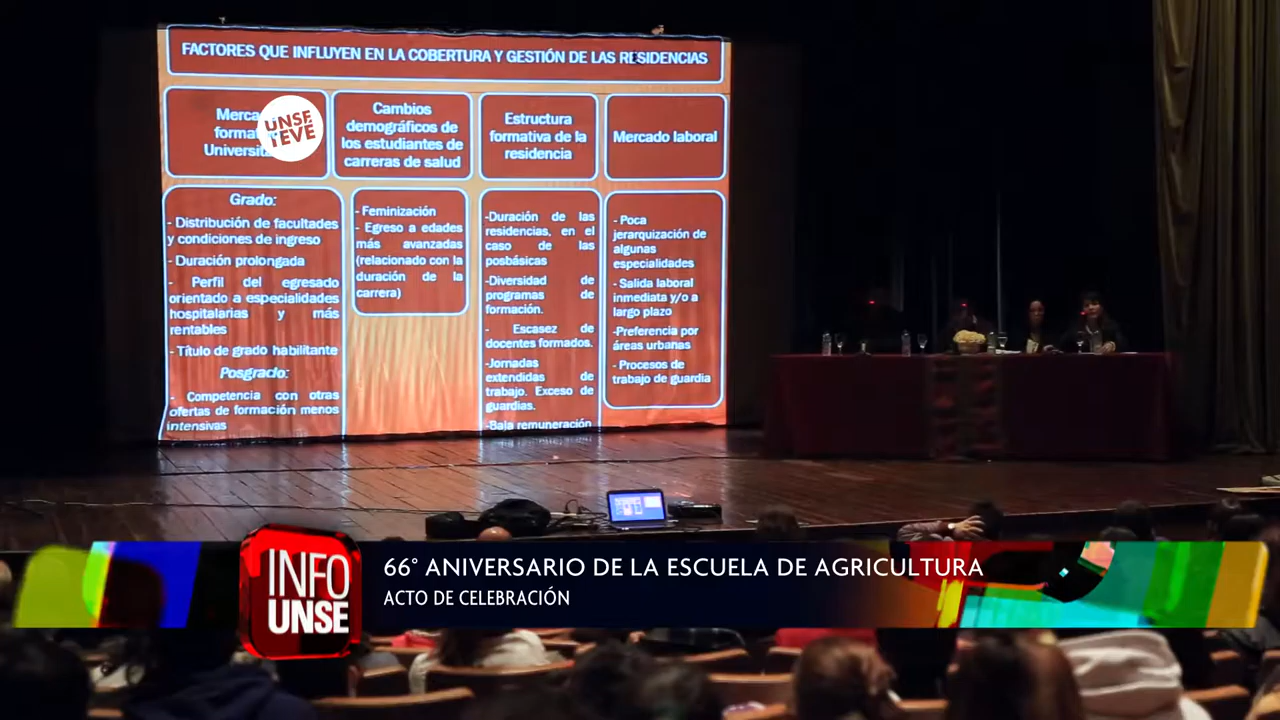 FACTORES QUE INFLUYEN EN LA COBERTURA Y GESTIÓN DE LAS RESIDENCIAS
UNSE
TEVÉ
Cambios
demográficos de
los estudiantes de
carreras de salud
Estructura
formativa de la
residencia
Mercado laboral
Grado:
- Distribución de facultades
y condiciones de ingreso
- Duración prolongada
- Perfil del egresado
orientado a especialidades
hospitalarias y más
rentables
- Título de grado habilitante
Posgrado:
- Competencia con otras
ofertas de formación menos
intensivas
- Feminización
- Egreso a edades
más avanzadas
(relacionado con la
duración de la
carrera)
-Duración de las
residencias, en el
caso de las
posbásicas
-Diversidad de
programas de
formación.
- Escasez de
docentes formados.
-Jornadas
extendidas de
trabajo. Exceso de
guardias.
-Baja remuneración
- Poca
jerarquización de
algunas
especialidades
- Salida laboral
inmediata y/o a
largo plazo
-Preferencia por
áreas urbanas
- Procesos de
trabajo de guardia
INFO
UNSE
66° ANIVERSARIO DE LA ESCUELA DE AGRICULTURA
ACTO DE CELEBRACIÓN